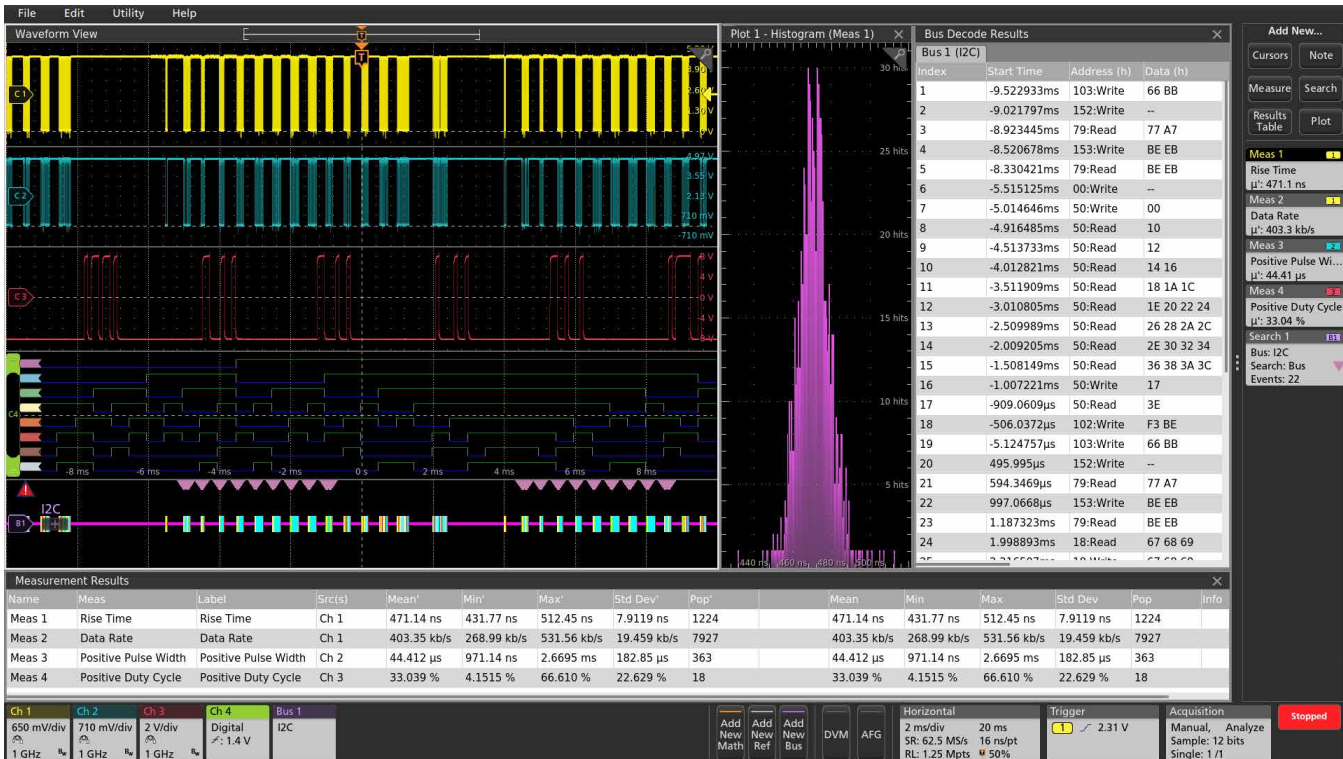 File Edit Utility Help
Waveform View
Plot 1 - Histogram (Meas 1)
Bus Decode Results
Add New...
Cursors Note
Measure Search
Results Table Plot
T
T
C 1
2.60
1.30
C 2
4.97 V
3.55
2.13
710 mV
-710 mV
C 3
4 V
0 V
-4 V
-8 V
C4
-8 ms -6 ms -4 ms -2 ms 0 s 2 ms 4 ms 6 ms 8 ms
I2C
B1
30 hits
25 hits
20 hits
15 hits
10 hits
5 hits
440 ns 460 ns 480 ns 500 ns
Bus 1 (I2C)
Index Start Time Address (h) Data (h)
1 -9.522933ms 103:Write 66 BB
2 -9.021797ms 152:Write --
3 -8.923445ms 79:Read 77 A7
4 -8.520678ms 153:Write BE EB
5 -8.330421ms 79:Read BE EB
6 -5.515125ms 00:Write --
7 -5.014646ms 50:Write 00
8 -4.916485ms 50:Read 10
9 -4.513733ms 50:Read 12
10 -4.012821ms 50:Read 14 16
11 -3.511909ms 50:Read 18 1A 1C
12 -3.010805ms 50:Read 1E 20 22 24
13 -2.509989ms 50:Read 26 28 2A 2C
14 -2.009205ms 50:Read 2E 30 32 34
15 -1.508149ms 50:Read 36 38 3A 3C
16 -1.007221ms 50:Write 17
17 -909.0609µs 50:Read 3E
18 -506.0372µs 102:Write F3 BE
19 -5.124757µs 103:Write 66 BB
20 495.995µs 152:Write --
21 594.3469µs 79:Read 77 A7
22 997.0668µs 153:Write BE EB
23 1.187323ms 79:Read BE EB
24 1.998893ms 18:Read 67 68 69
Meas 1 1
Rise Time
µ': 471.1 ns
Meas 2 1
Data Rate
µ': 403.3 kb/s
Meas 3 2
Positive Pulse Wi...
µ': 44.41 µs
Meas 4 3
Positive Duty Cycle
µ': 33.04 %
Search 1 B1
Bus: I2C
Search: Bus
Events: 22
Measurement Results
Name Meas Label Src(s) Mean' Min' Max' Std Dev' Pop' Mean Min Max Std Dev Pop Info
Meas 1 Rise Time Rise Time Ch 1 471.14 ns 431.77 ns 512.45 ns 7.9119 ns 1224 471.14 ns 431.77 ns 512.45 ns 7.9119 ns 1224
Meas 2 Data Rate Data Rate Ch 1 403.35 kb/s 268.99 kb/s 531.56 kb/s 19.459 kb/s 7927 403.35 kb/s 268.99 kb/s 531.56 kb/s 19.459 kb/s 7927
Meas 3 Positive Pulse Width Positive Pulse Width Ch 2 44.412 µs 971.14 ns 2.6695 ms 182.85 µs 363 44.412 µs 971.14 ns 2.6695 ms 182.85 µs 363
Meas 4 Positive Duty Cycle Positive Duty Cycle Ch 3 33.039 % 4.1515 % 66.610 % 22.629 % 18 33.039 % 4.1515 % 66.610 % 22.629 % 18
Ch 1
650 mV/div
1 GHz Bw
Ch 2
710 mV/div
1 GHz Bw
Ch 3
2 V/div
1 GHz Bw
Ch 4
Digital
: 1.4 V
Bus 1
I2C
Add New Math
Add New Ref
Add New Bus
DVM
AFG
Horizontal
2 ms/div 20 ms
SR: 62.5 MS/s 16 ns/pt
RL: 1.25 Mpts 50%
Trigger
1 2.31 V
Acquisition
Manual, Analyze
Sample: 12 bits
Single: 1 /1
Stopped